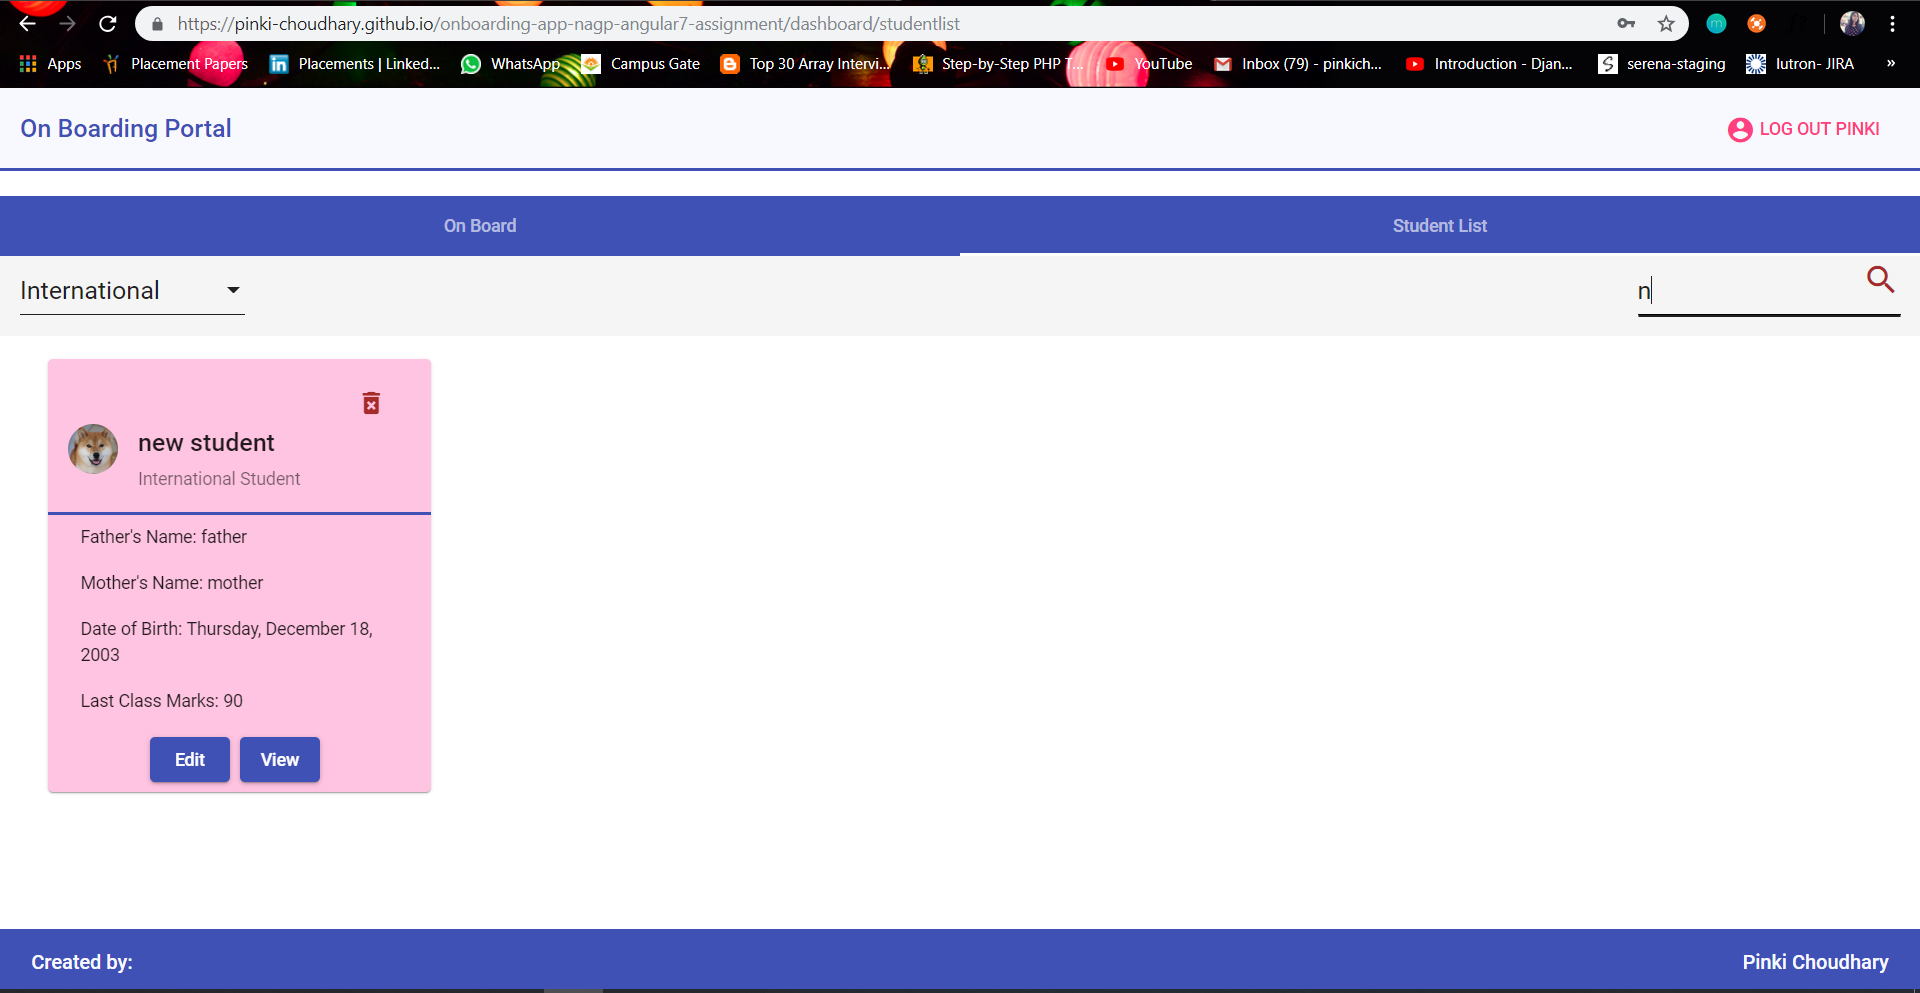 https://pinki-choudhary.github.io/onboarding-app-nagp-angular7-assignment/dashboard/studentlist
Apps Placement Papers Placements | Linked... WhatsApp Campus Gate Top 30 Array Intervi... Step-by-Step PHP T... YouTube Inbox (79) - pinkich... Introduction - Djan... serena-staging lutron- JIRA »
On Boarding Portal LOG OUT PINKI
On Board Student List
International n
new student
International Student
Father's Name: father
Mother's Name: mother
Date of Birth: Thursday, December 18,
2003
Last Class Marks: 90
Edit View
Created by: Pinki Choudhary